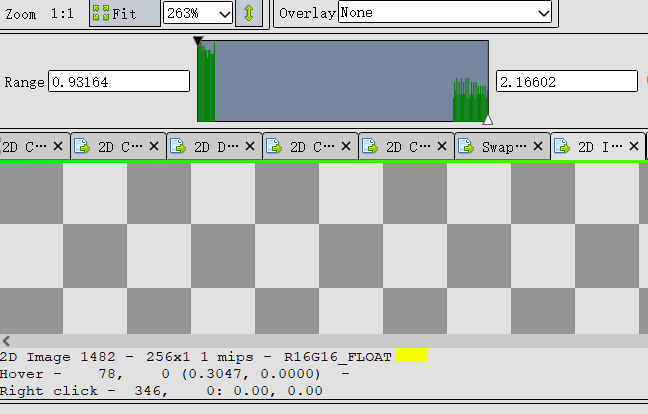 Zoom 1:1 Fit 263% Overlay None
Range 0.93164 2.16602
2D C··· 2D C··· 2D D··· 2D C··· 2D C··· Swap··· 2D I···
2D Image 1482 - 256x1 1 mips - R16G16_FLOAT
Hover - 78, 0 (0.3047, 0.0000) -
Right click - 346, 0: 0.00, 0.00